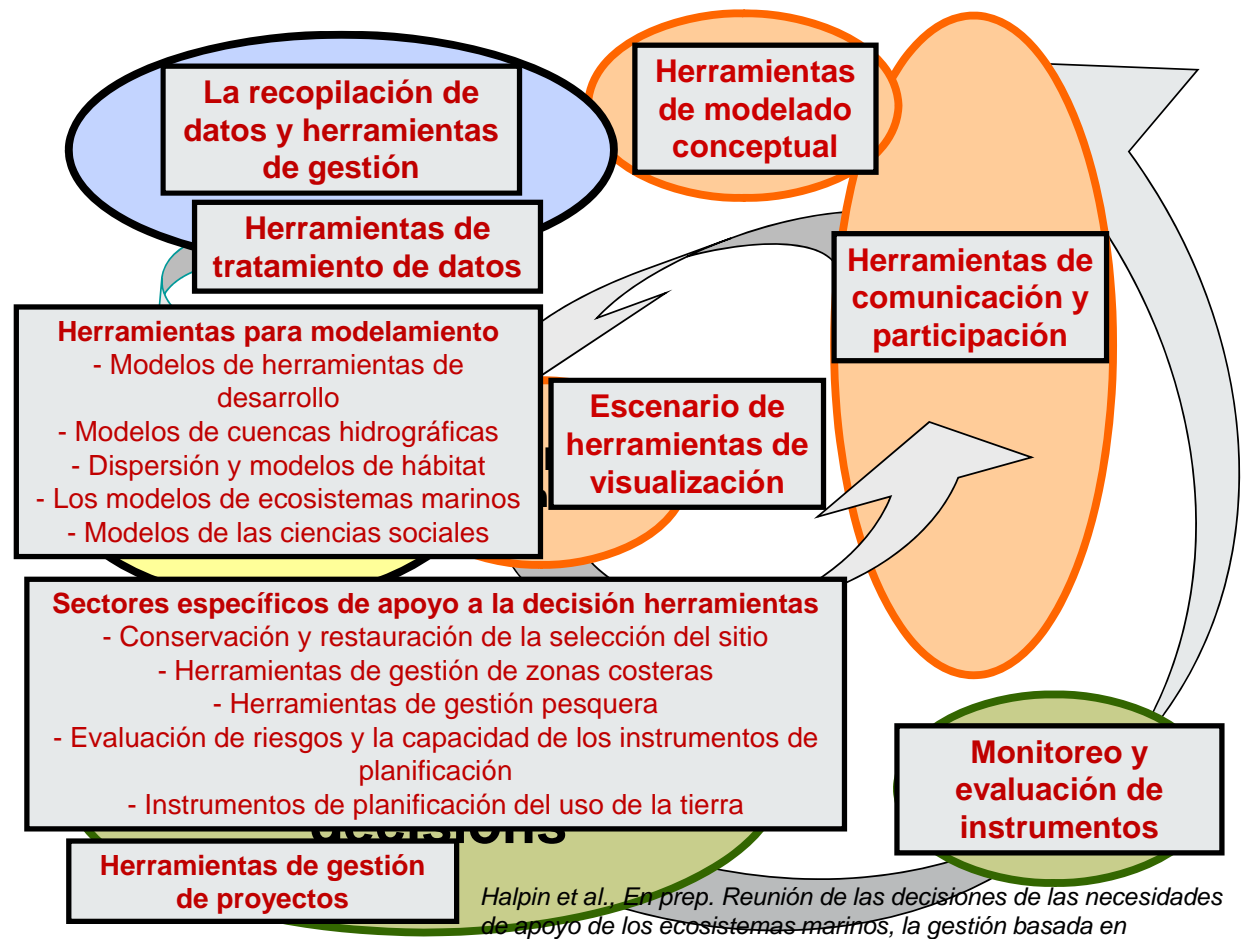 La recopilación de
datos y herramientas
de gestión
Herramientas
de modelado
conceptual
Herramientas de
tratamiento de datos
Herramientas de
comunicación y
participación
Herramientas para modelamiento
- Modelos de herramientas de
desarrollo
- Modelos de cuencas hidrográficas
- Dispersión y modelos de hábitat
- Los modelos de ecosistemas marinos
- Modelos de las ciencias sociales
Escenario de
herramientas de
visualización
Sectores específicos de apoyo a la decisión herramientas
- Conservación y restauración de la selección del sitio
- Herramientas de gestión de zonas costeras
- Herramientas de gestión pesquera
- Evaluación de riesgos y la capacidad de los instrumentos de
planificación
- Instrumentos de planificación del uso de la tierra
decisions
Monitoreo y
evaluación de
instrumentos
Herramientas de gestión
de proyectos
Halpin et al., En prep. Reunión de las decisiones de las necesidades
de apoyo de los ecosistemas marinos, la gestión basada en